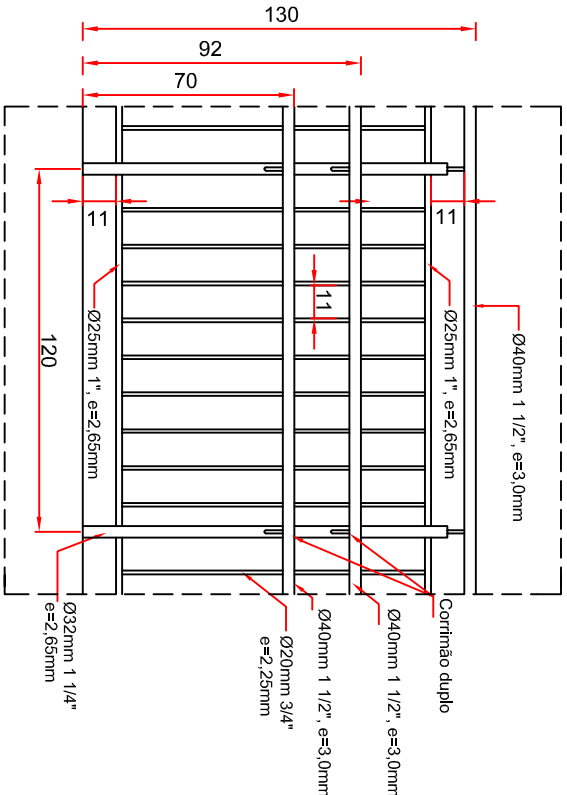 130
92
70
11
11
11
120
Ø25mm 1", e=2,65mm
Ø25mm 1", e=2,65mm
Ø40mm 1 1/2", e=3,0mm
Corrimão duplo
Ø40mm 1 1/2", e=3,0mm
Ø40mm 1 1/2", e=3,0mm
Ø20mm 3/4"
e=2,25mm
Ø32mm 1 1/4"
e=2,65mm